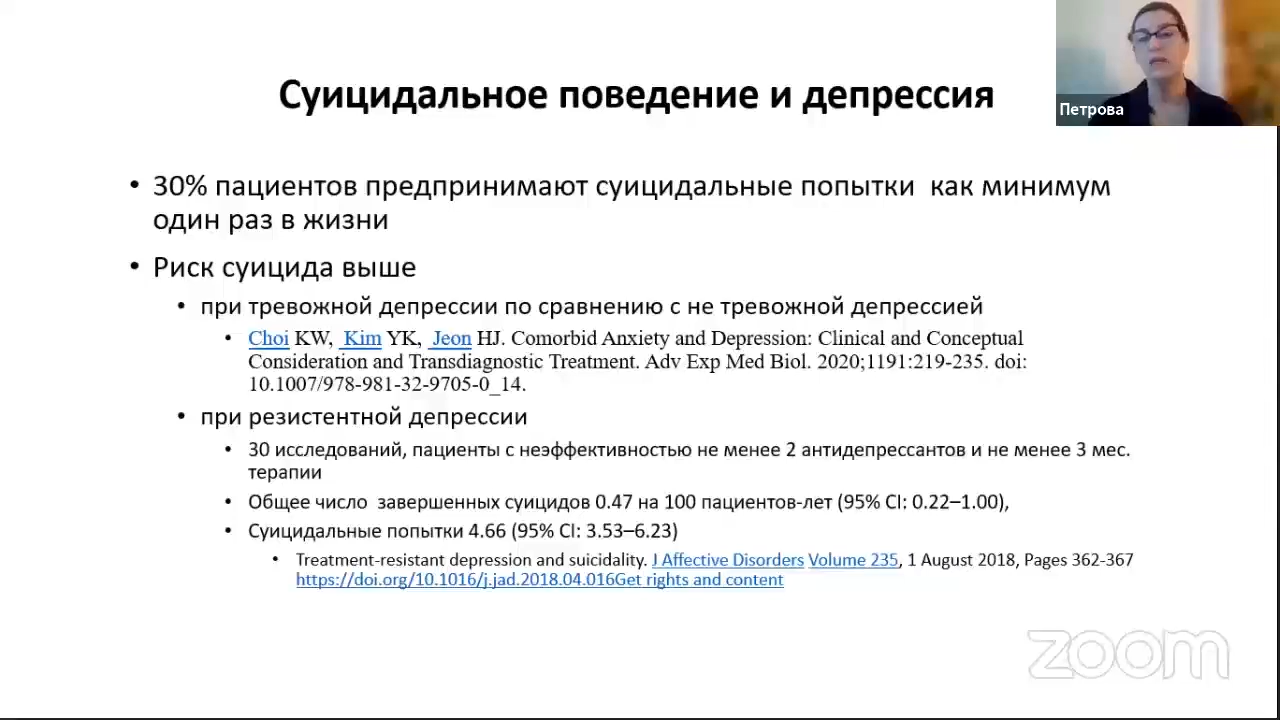 Суицидальное поведение и депрессия
Петрова
• 30% пациентов предпринимают суицидальные попытки как минимум
один раз в жизни
• Риск суицида выше
• при тревожной депрессии по сравнению с не тревожной депрессией
• Choi KW, Kim YK, Jeon HJ. Comorbid Anxiety and Depression: Clinical and Conceptual
Consideration and Transdiagnostic Treatment. Adv Exp Med Biol. 2020;1191:219-235. doi:
10.1007/978-981-32-9705-0_14.
• при резистентной депрессии
• 30 исследований, пациенты с неэффективностью не менее 2 антидепрессантов и не менее 3 мес.
терапии
• Общее число завершенных суицидов 0.47 на 100 пациентов-лет (95% CI: 0.22–1.00),
• Суицидальные попытки 4.66 (95% CI: 3.53–6.23)
• Treatment-resistant depression and suicidality. J Affective Disorders Volume 235, 1 August 2018, Pages 362-367
https://doi.org/10.1016/j.jad.2018.04.016Get rights and content
zoom